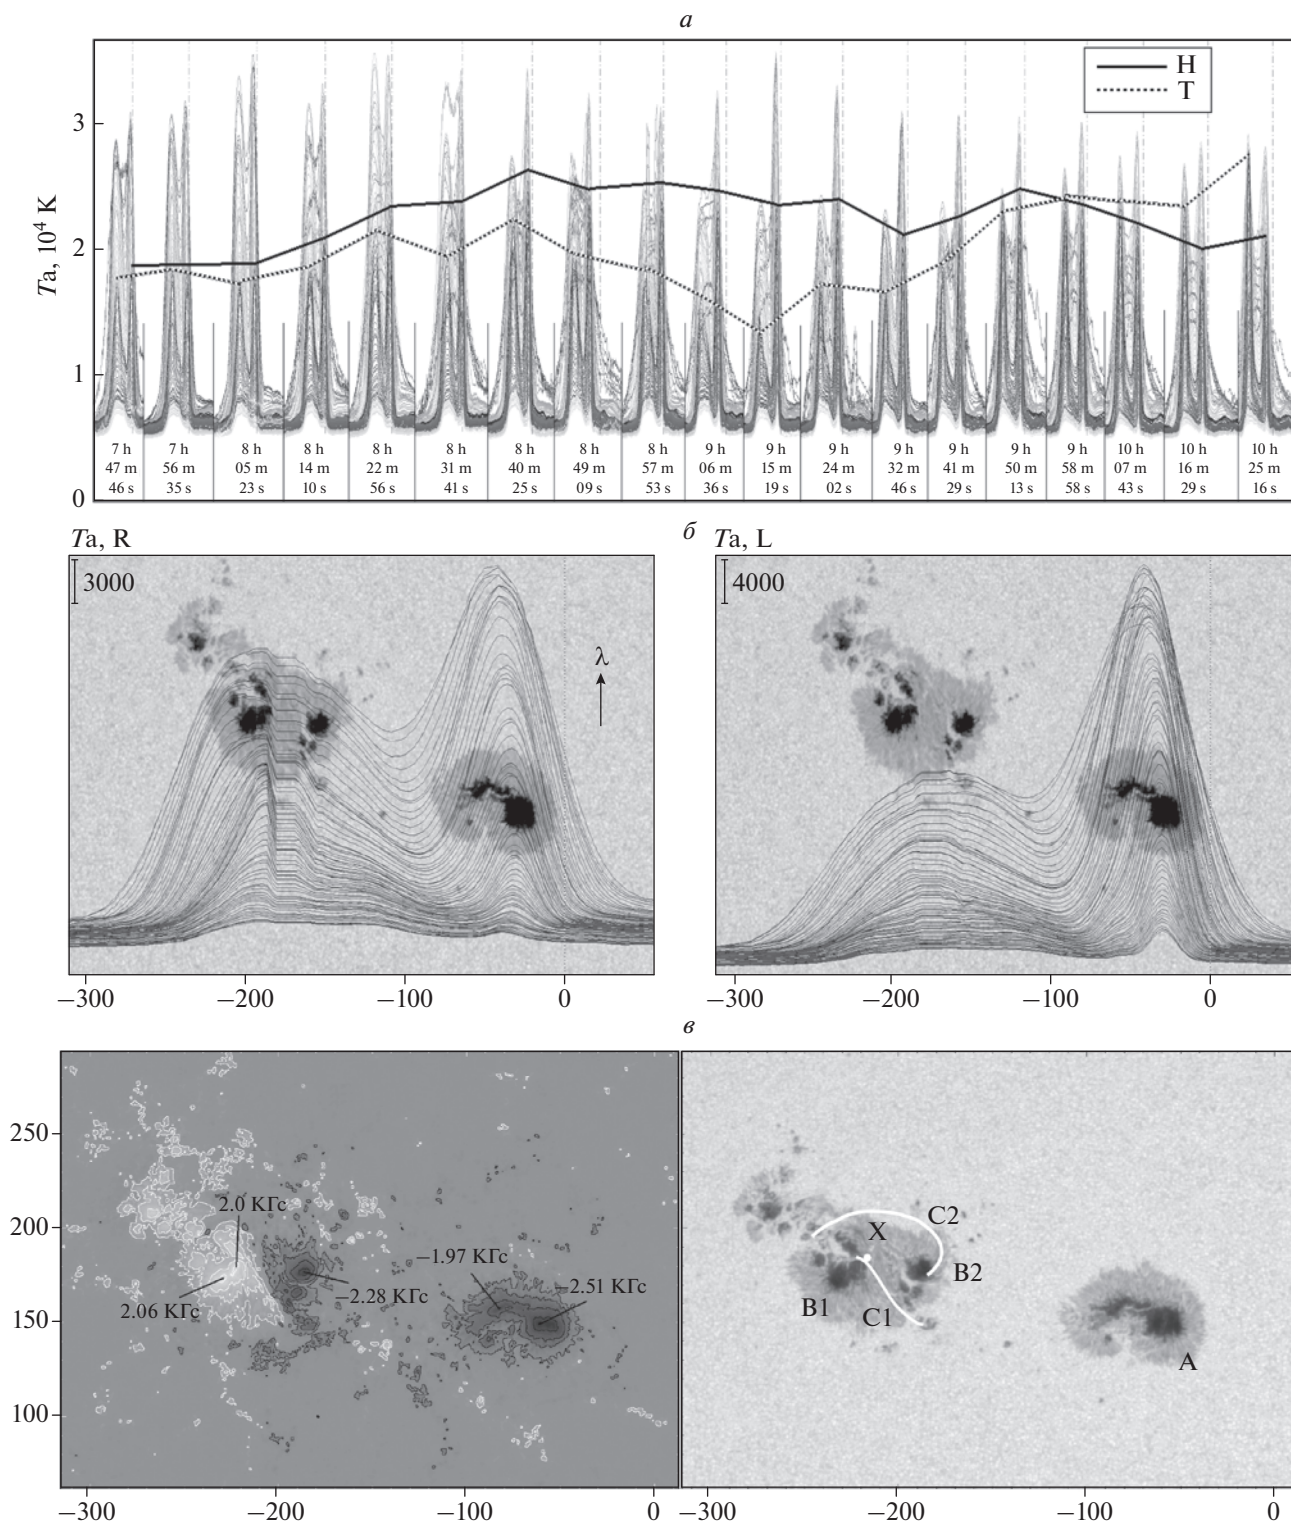 а
H
T
Ta, 10⁴ K
3
2
1
0
7 h 7 h 8 h 8 h 8 h 8 h 8 h 8 h 8 h 9 h 9 h 9 h 9 h 9 h 9 h 9 h 10 h 10 h 10 h
47 m 56 m 05 m 14 m 22 m 31 m 40 m 49 m 57 m 06 m 15 m 24 m 32 m 41 m 50 m 58 m 07 m 16 m 25 m
46 s 35 s 23 s 10 s 56 s 41 s 25 s 09 s 53 s 36 s 19 s 02 s 46 s 29 s 13 s 58 s 43 s 29 s 16 s
б
Ta, R
3000
λ
−300 −200 −100 0
Ta, L
4000
−300 −200 −100 0
в
250
200
150
100
2.0 КГс
2.06 КГс
−2.28 КГс
−1.97 КГс
−2.51 КГс
−300 −200 −100 0
C2
X
B2
B1
C1
A
−300 −200 −100 0